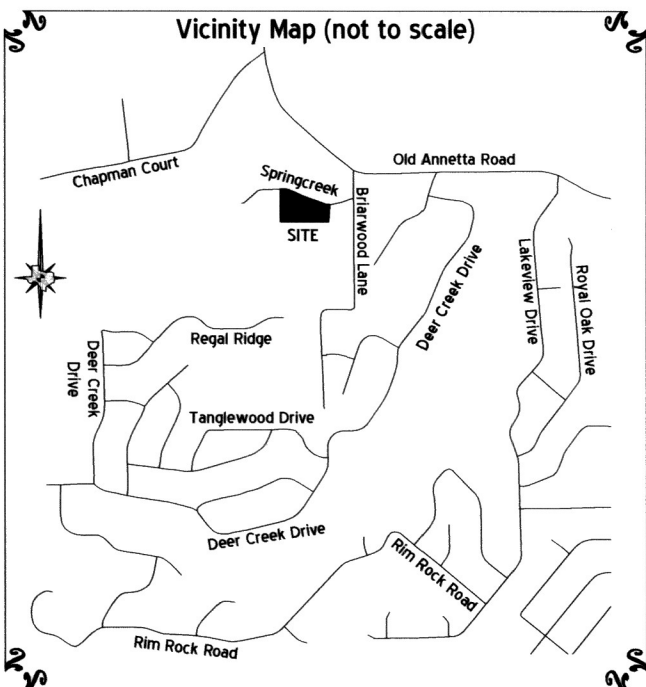 Vicinity Map (not to scale)
Chapman Court
Old Annetta Road
Springcreek
SITE
Briarwood Lane
Deer Creek Drive
Lakeview Drive
Royal Oak Drive
Regal Ridge
Deer Creek
Drive
Tanglewood Drive
Deer Creek Drive
Rim Rock Road
Rim Rock Road